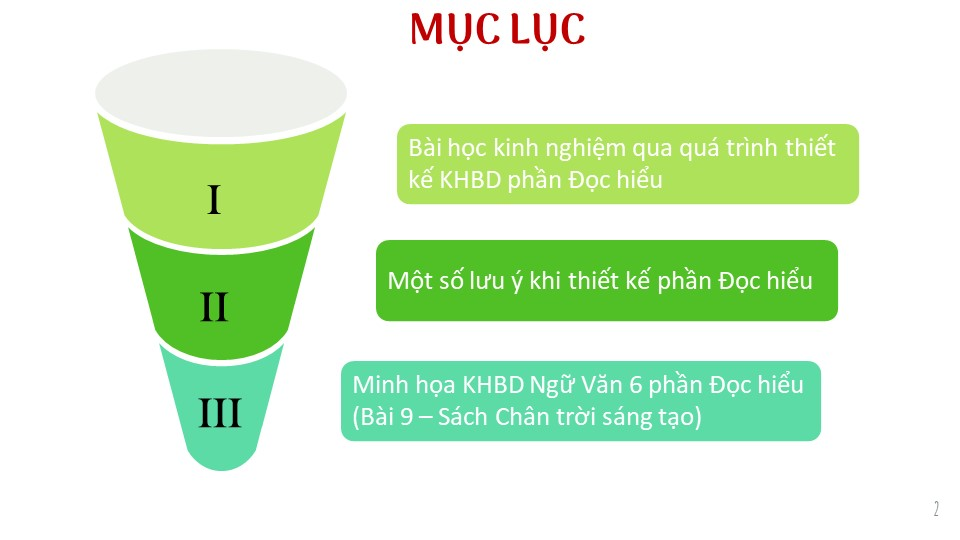 MỤC LỤC
I
Bài học kinh nghiệm qua quá trình thiết
kế KHBD phần Đọc hiểu
II
Một số lưu ý khi thiết kế phần Đọc hiểu
III
Minh họa KHBD Ngữ Văn 6 phần Đọc hiểu
(Bài 9 – Sách Chân trời sáng tạo)
2